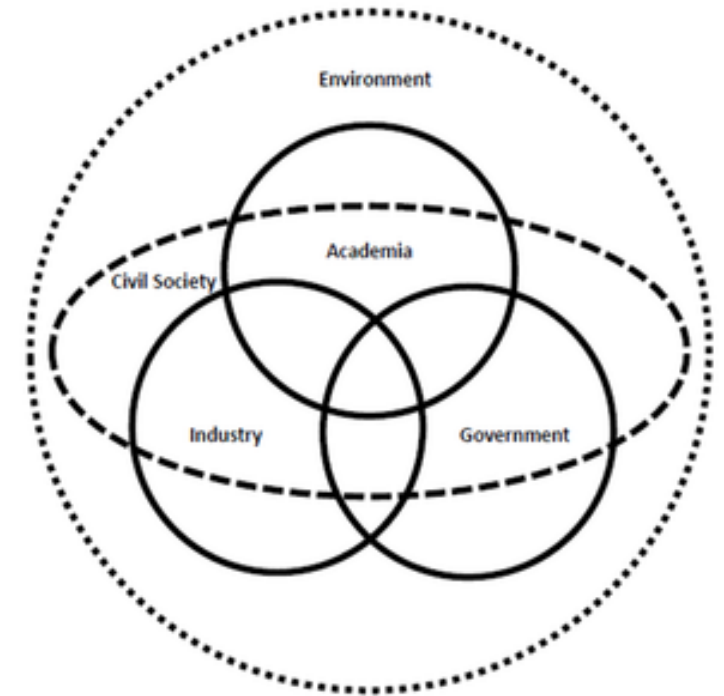 Environment
Academia
Civil Society
Industry
Government